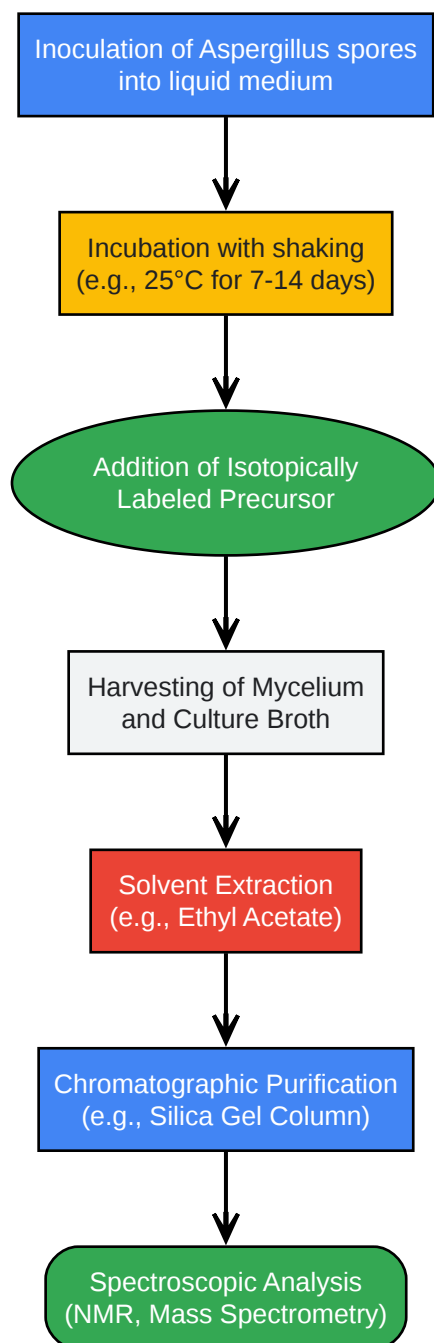 Inoculation of Aspergillus spores
into liquid medium
Incubation with shaking
(e.g., 25°C for 7-14 days)
Addition of Isotopically
Labeled Precursor
Harvesting of Mycelium
and Culture Broth
Solvent Extraction
(e.g., Ethyl Acetate)
Chromatographic Purification
(e.g., Silica Gel Column)
Spectroscopic Analysis
(NMR, Mass Spectrometry)